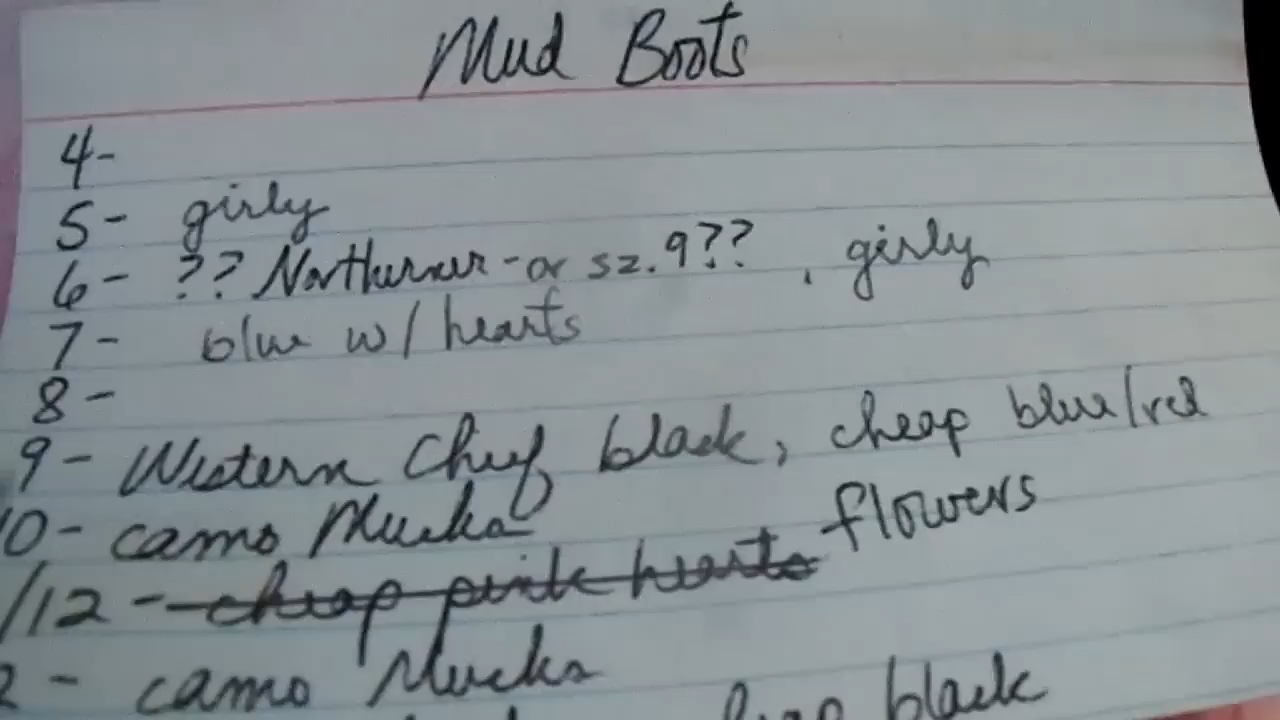 Mud Boots
4-
5- girly
6- ?? Northerner - or sz. 9?? , girly
7- blue w/ hearts
8-
9- Western Chief black, cheap blue/red
10- camo Mucks flowers
/12 - cheap pink hearts
2 - camo Mucks
black